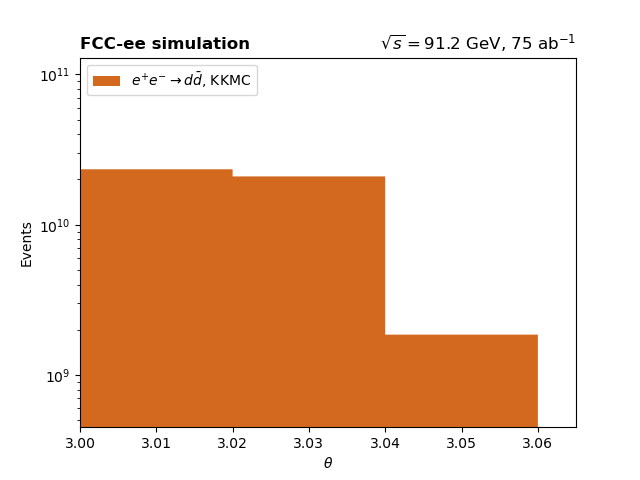 FCC-ee simulation
√s = 91.2 GeV, 75 ab⁻¹
e⁺e⁻ → dd̄, KKMC
10¹¹
10¹⁰
10⁹
Events
3.00 3.01 3.02 3.03 3.04 3.05 3.06
θ